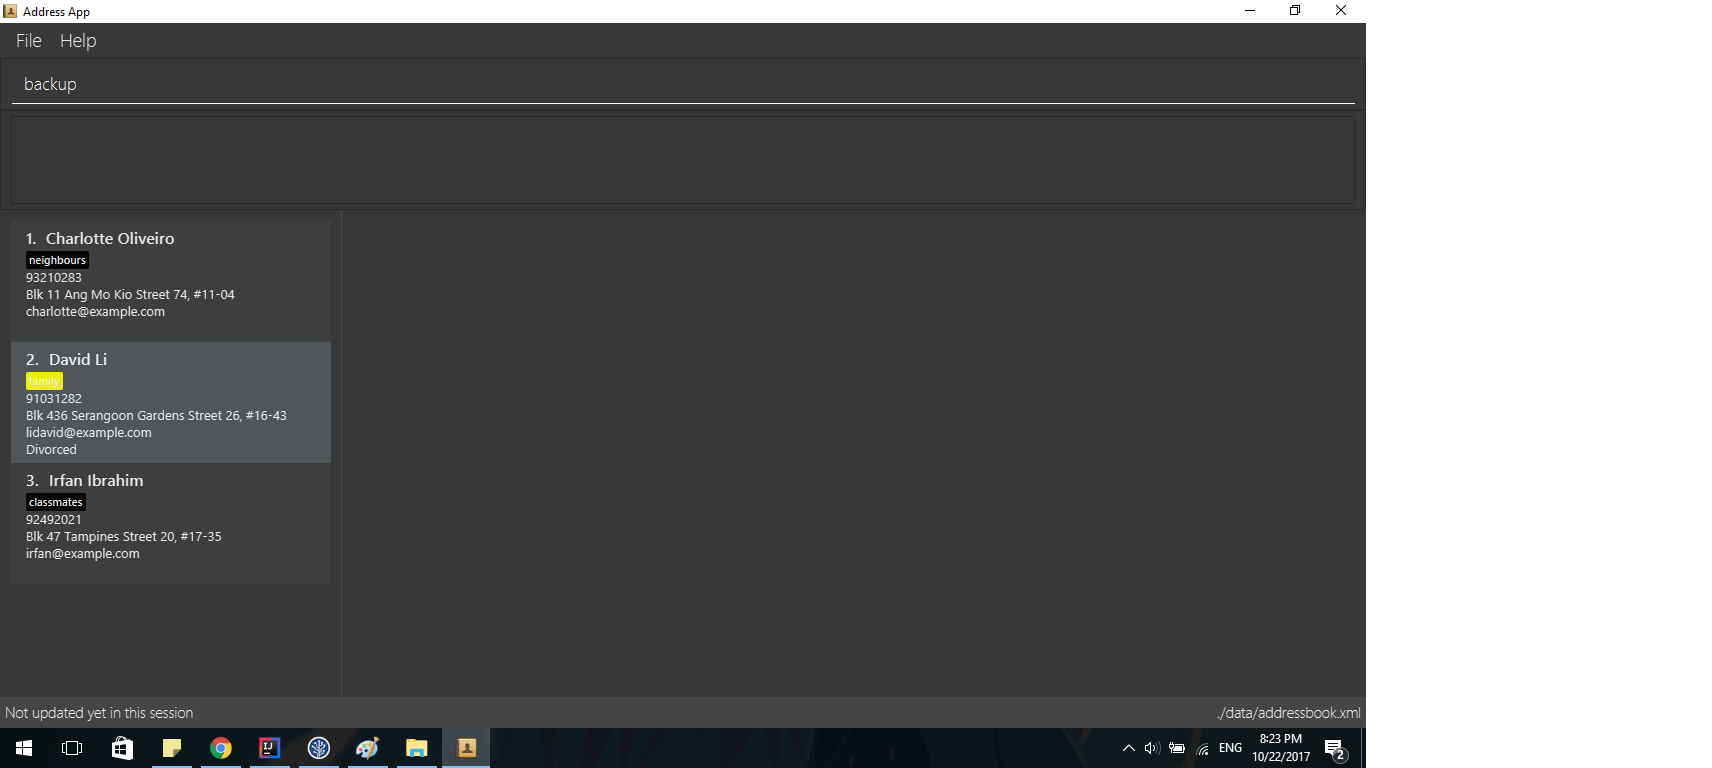 Address App
File Help
backup
1. Charlotte Oliveiro
neighbours
93210283
Blk 11 Ang Mo Kio Street 74, #11-04
charlotte@example.com
2. David Li
family
91031282
Blk 436 Serangoon Gardens Street 26, #16-43
lidavid@example.com
Divorced
3. Irfan Ibrahim
classmates
92492021
Blk 47 Tampines Street 20, #17-35
irfan@example.com
Not updated yet in this session
./data/addressbook.xml
IJ
ENG
8:23 PM
10/22/2017
2